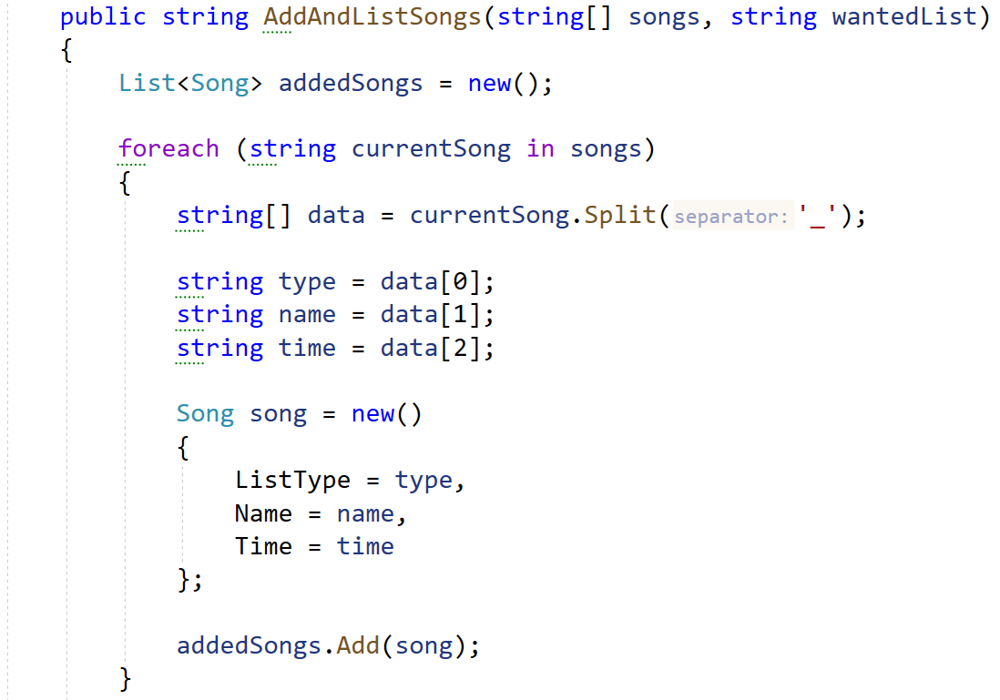 public string AddAndListSongs(string[] songs, string wantedList)
{
    List<Song> addedSongs = new();

    foreach (string currentSong in songs)
    {
        string[] data = currentSong.Split(separator:'_');

        string type = data[0];
        string name = data[1];
        string time = data[2];

        Song song = new()
        {
            ListType = type,
            Name = name,
            Time = time
        };

        addedSongs.Add(song);
    }